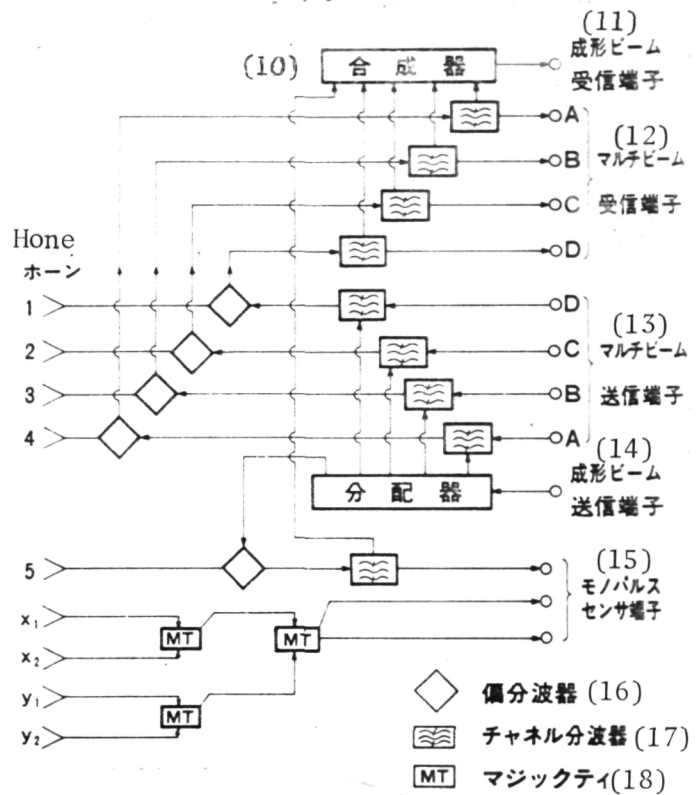 (11)
成形ビーム
(10) 合成器
受信端子
A
(12)
B マルチビーム
C 受信端子
Hone
D
ホーン
1 D
(13)
2 C マルチビーム
3 B 送信端子
4 A
(14)
成形ビーム
分配器
送信端子
(15)
5 モノパルス
センサ端子
x₁
MT MT
x₂
y₁ 偏分波器(16)
MT
y₂ チャネル分波器(17)
MT マジックティ(18)